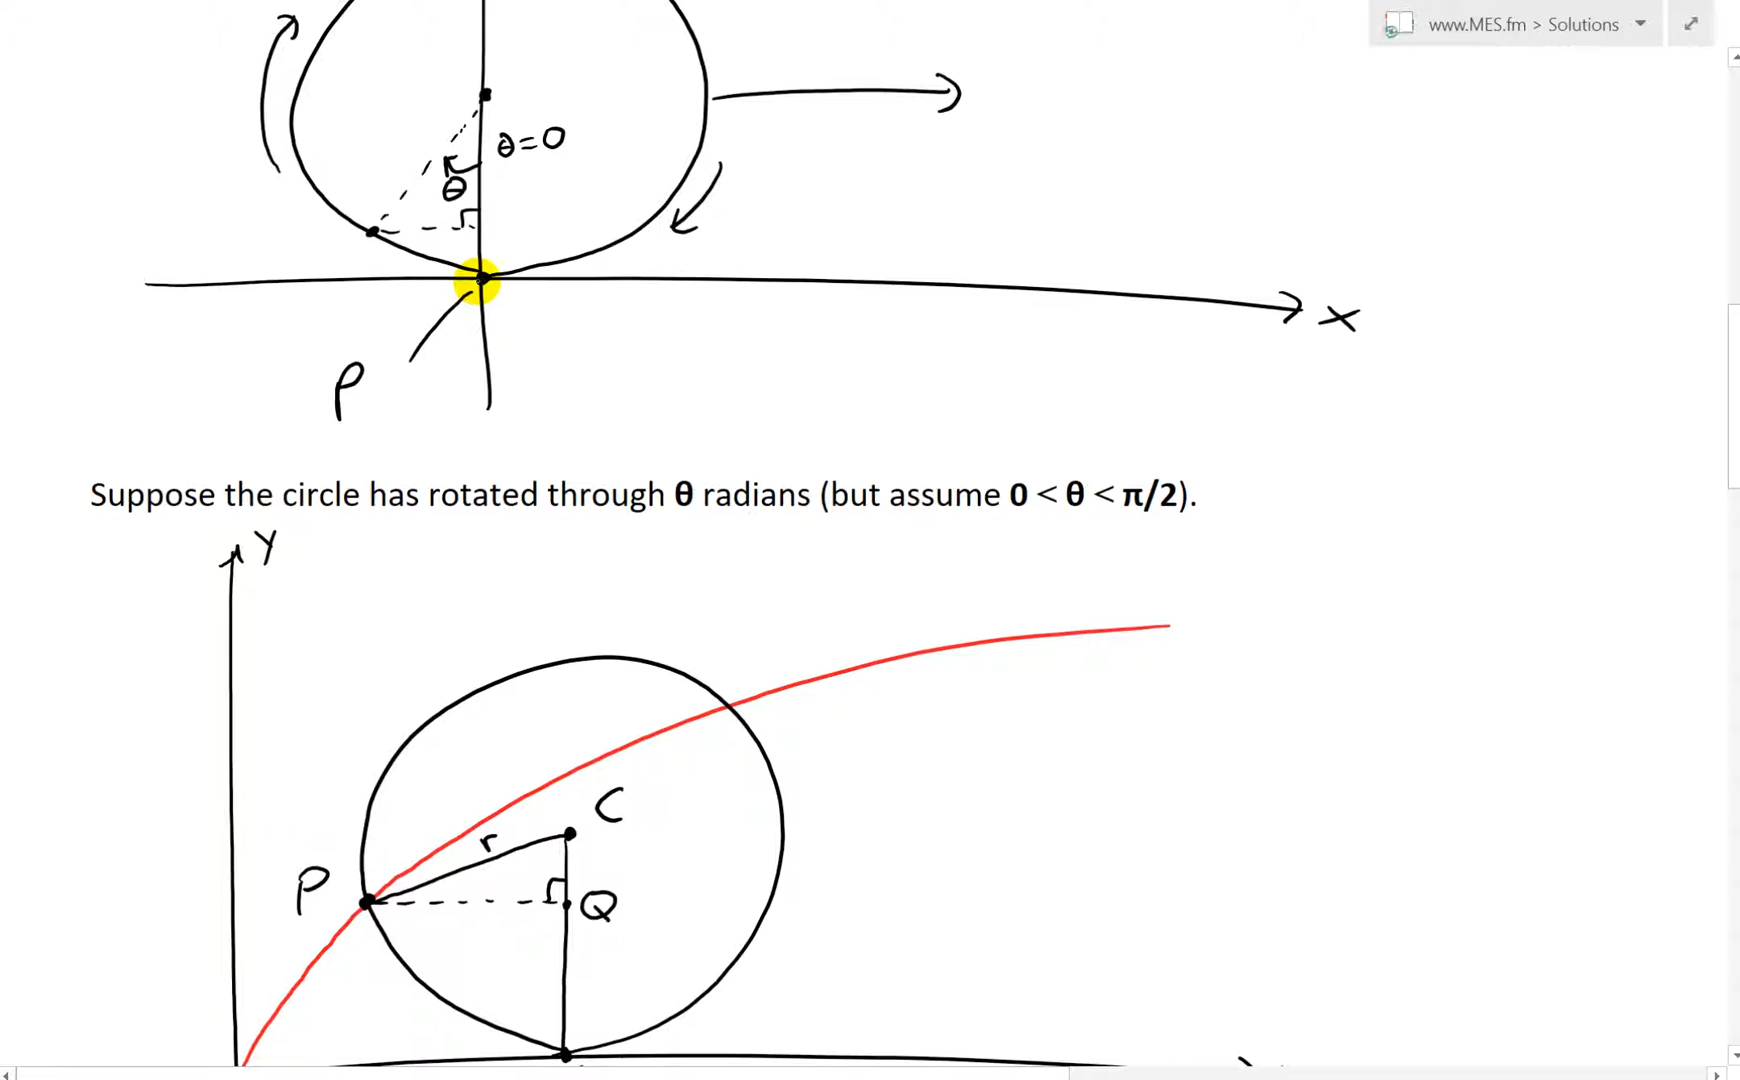 www.MES.fm > Solutions
θ=0
θ
x
P
Suppose the circle has rotated through θ radians (but assume 0 < θ < π/2).
Y
C
r
P
Q